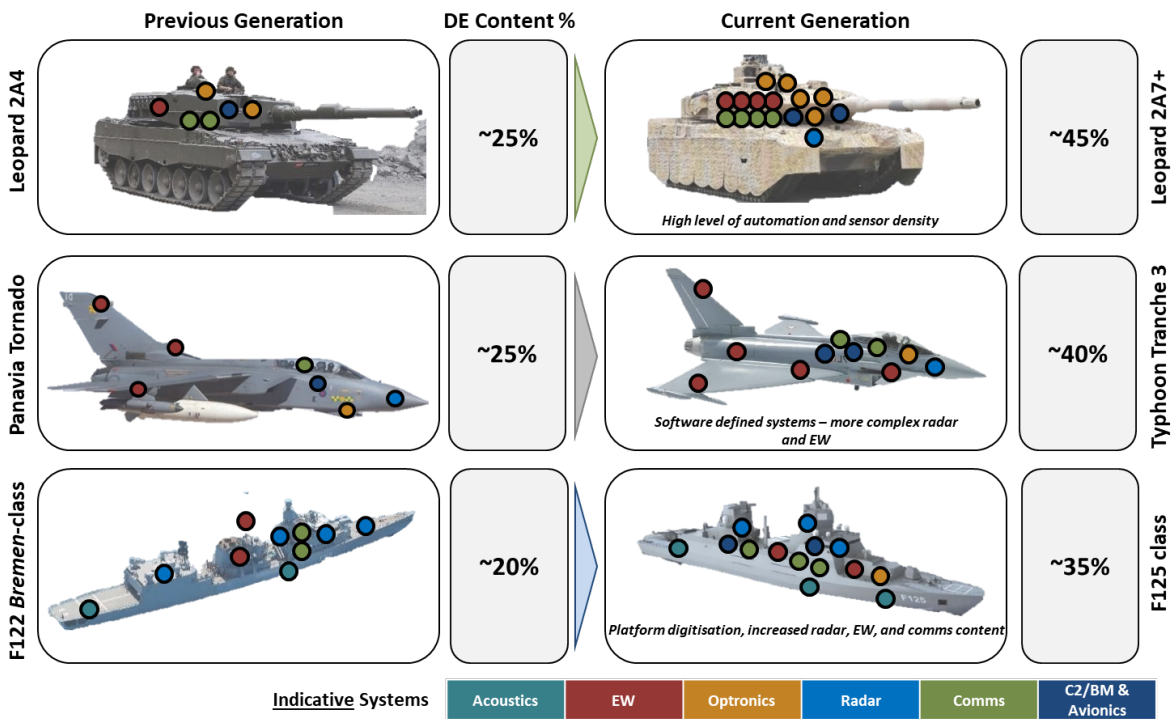 Previous Generation
DE Content %
Current Generation
Leopard 2A4
~25%
High level of automation and sensor density
~45%
Leopard 2A7+
Panavia Tornado
~25%
Software defined systems – more complex radar
and EW
~40%
Typhoon Tranche 3
F122 Bremen-class
~20%
F125
Platform digitisation, increased radar, EW, and comms content
~35%
F125 class
Indicative Systems
Acoustics
EW
Optronics
Radar
Comms
C2/BM &
Avionics